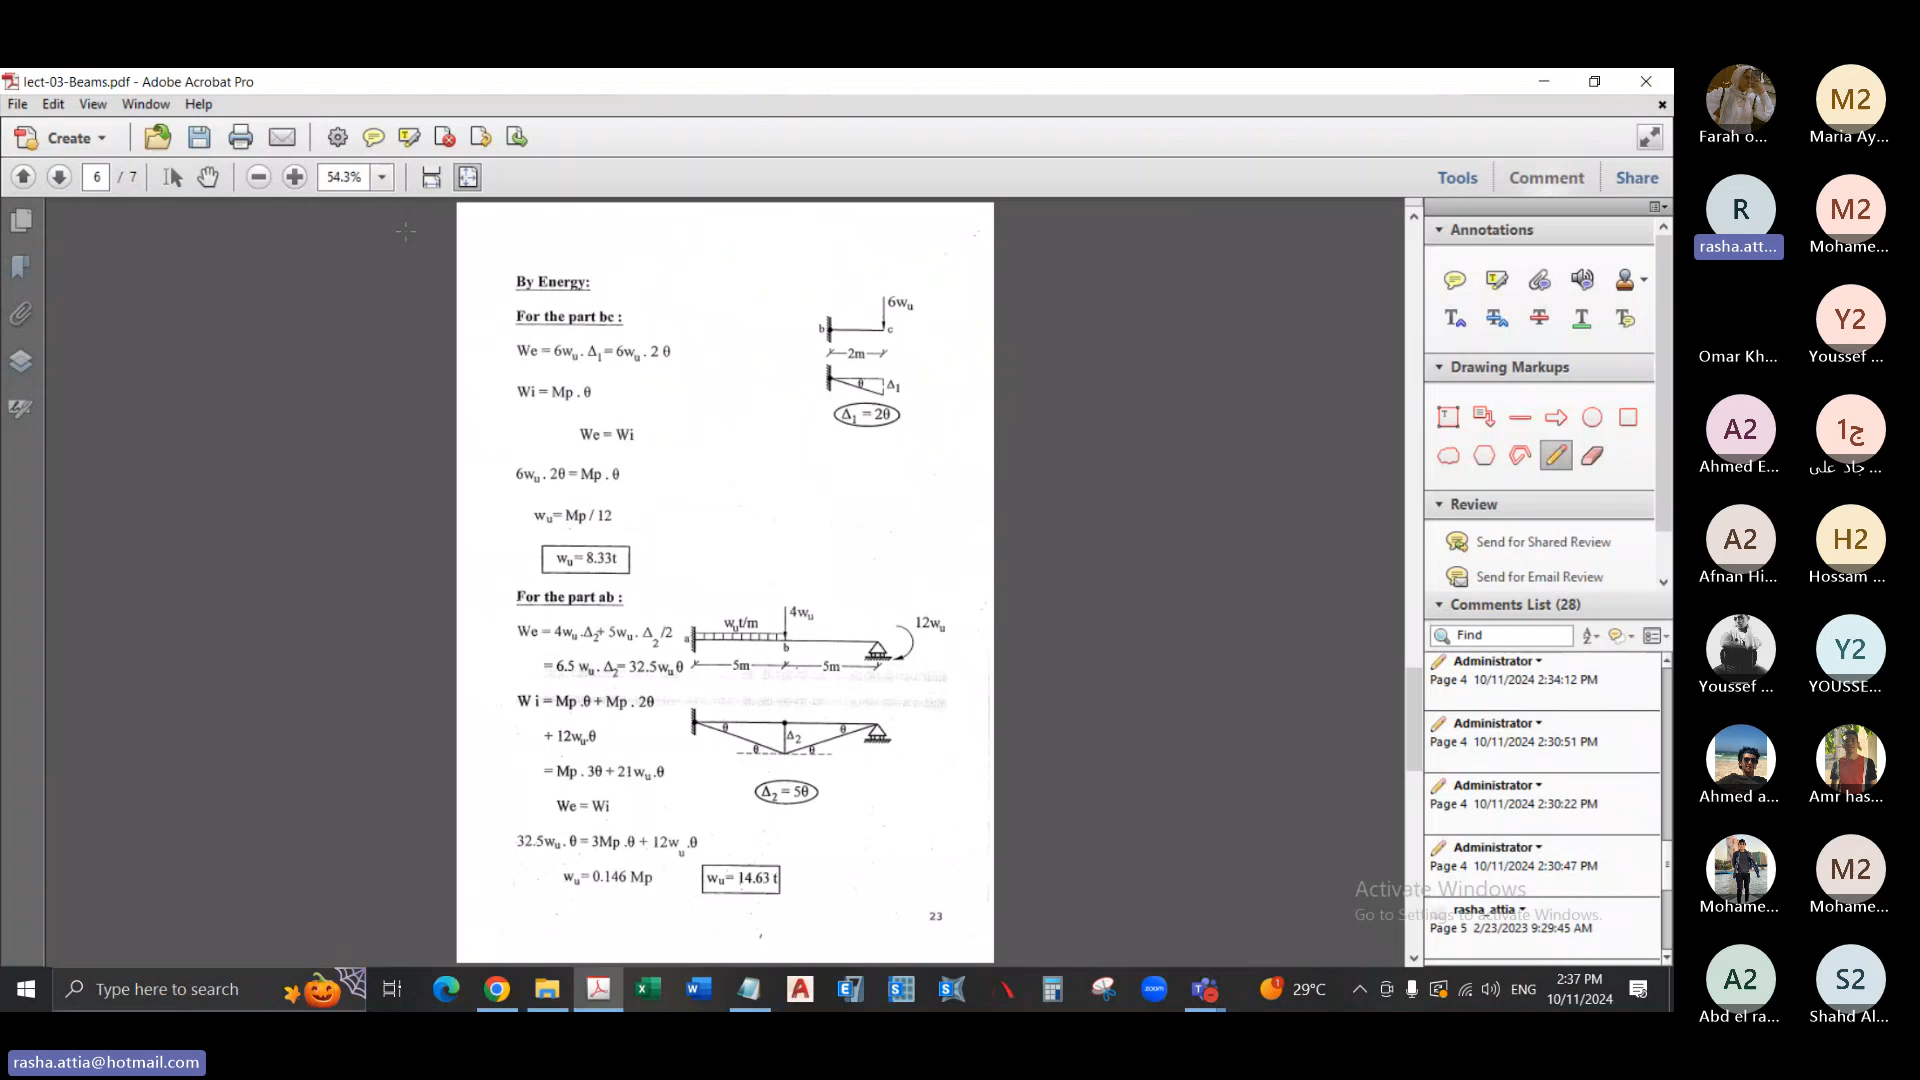 lect-03-Beams.pdf - Adobe Acrobat Pro
File Edit View Window Help
Create
6 / 7 54.3% Tools Comment Share
By Energy:
For the part bc :
We = 6wu . Δ1 = 6wu . 2 θ
Wi = Mp . θ
We = Wi
6wu . 2θ = Mp . θ
wu = Mp / 12
wu = 8.33t
6wu
b c
2m
θ Δ1
Δ1 = 2θ
For the part ab :
We = 4wu .Δ2 + 5wu . Δ2 /2
= 6.5 wu . Δ2 = 32.5wu θ
W i = Mp .θ + Mp . 2θ
+ 12wu.θ
= Mp . 3θ + 21wu .θ
We = Wi
32.5wu . θ = 3Mp .θ + 12wu .θ
wu = 0.146 Mp
wu = 14.63 t
wut/m 4wu 12wu
a b
5m 5m
θ Δ2 θ
θ θ
Δ2 = 5θ
23
Annotations
Drawing Markups
Review
Send for Shared Review
Send for Email Review
Comments List (28)
Find
Administrator
Page 4 10/11/2024 2:34:12 PM
Administrator
Page 4 10/11/2024 2:30:51 PM
Administrator
Page 4 10/11/2024 2:30:22 PM
Administrator
Page 4 10/11/2024 2:30:47 PM
rasha_attia
Page 5 2/23/2023 9:29:45 AM
Activate Windows
Go to Settings to activate Windows.
Type here to search
zoom
29°C
ENG
2:37 PM
10/11/2024
Farah o...
M2
Maria Ay...
R
rasha.att...
M2
Mohame...
Omar Kh...
Y2
Youssef ...
A2
Ahmed E...
ج1
جاد على ...
A2
Afnan Hi...
H2
Hossam ...
Youssef ...
Y2
YOUSSE...
Ahmed a...
Amr has...
Mohame...
M2
Mohame...
A2
Abd el ra...
S2
Shahd Al...
rasha.attia@hotmail.com